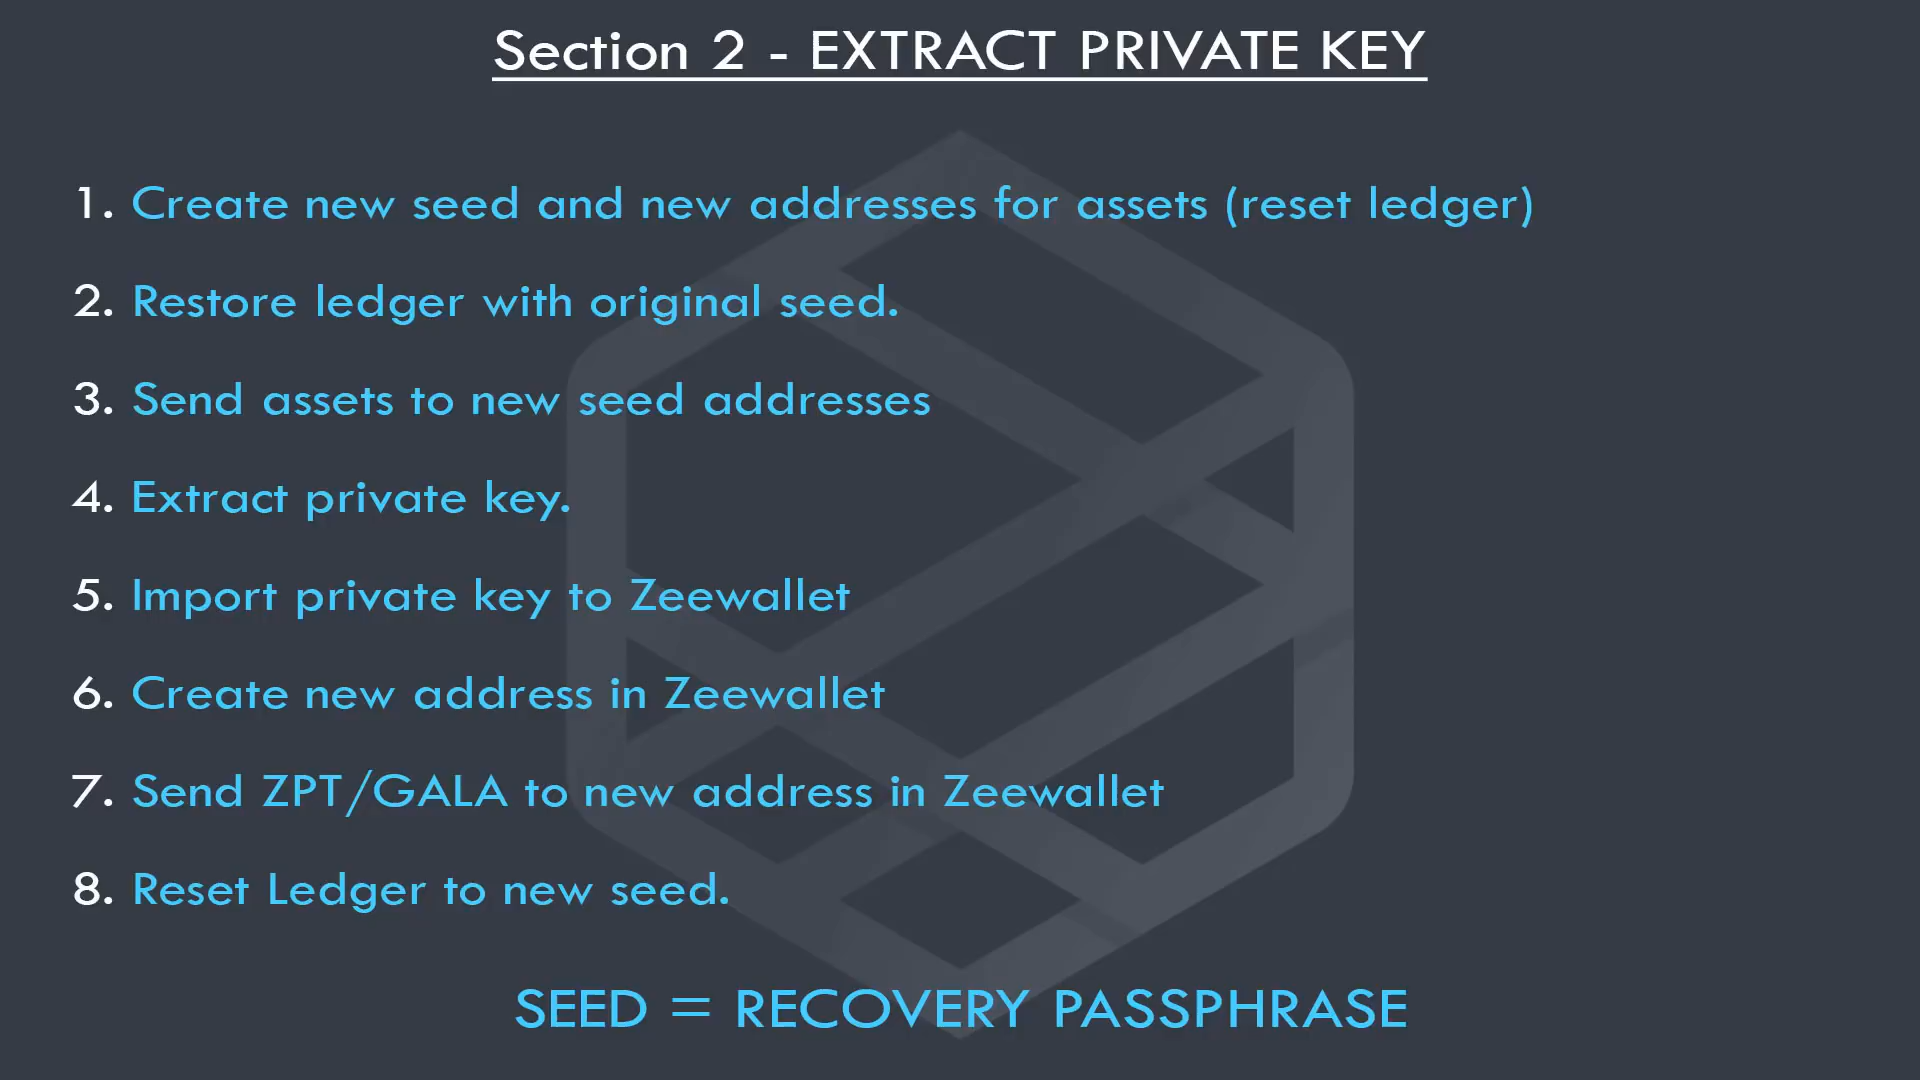 Section 2 - EXTRACT PRIVATE KEY
1. Create new seed and new addresses for assets (reset ledger)
2. Restore ledger with original seed.
3. Send assets to new seed addresses
4. Extract private key.
5. Import private key to Zeewallet
6. Create new address in Zeewallet
7. Send ZPT/GALA to new address in Zeewallet
8. Reset Ledger to new seed.
SEED = RECOVERY PASSPHRASE